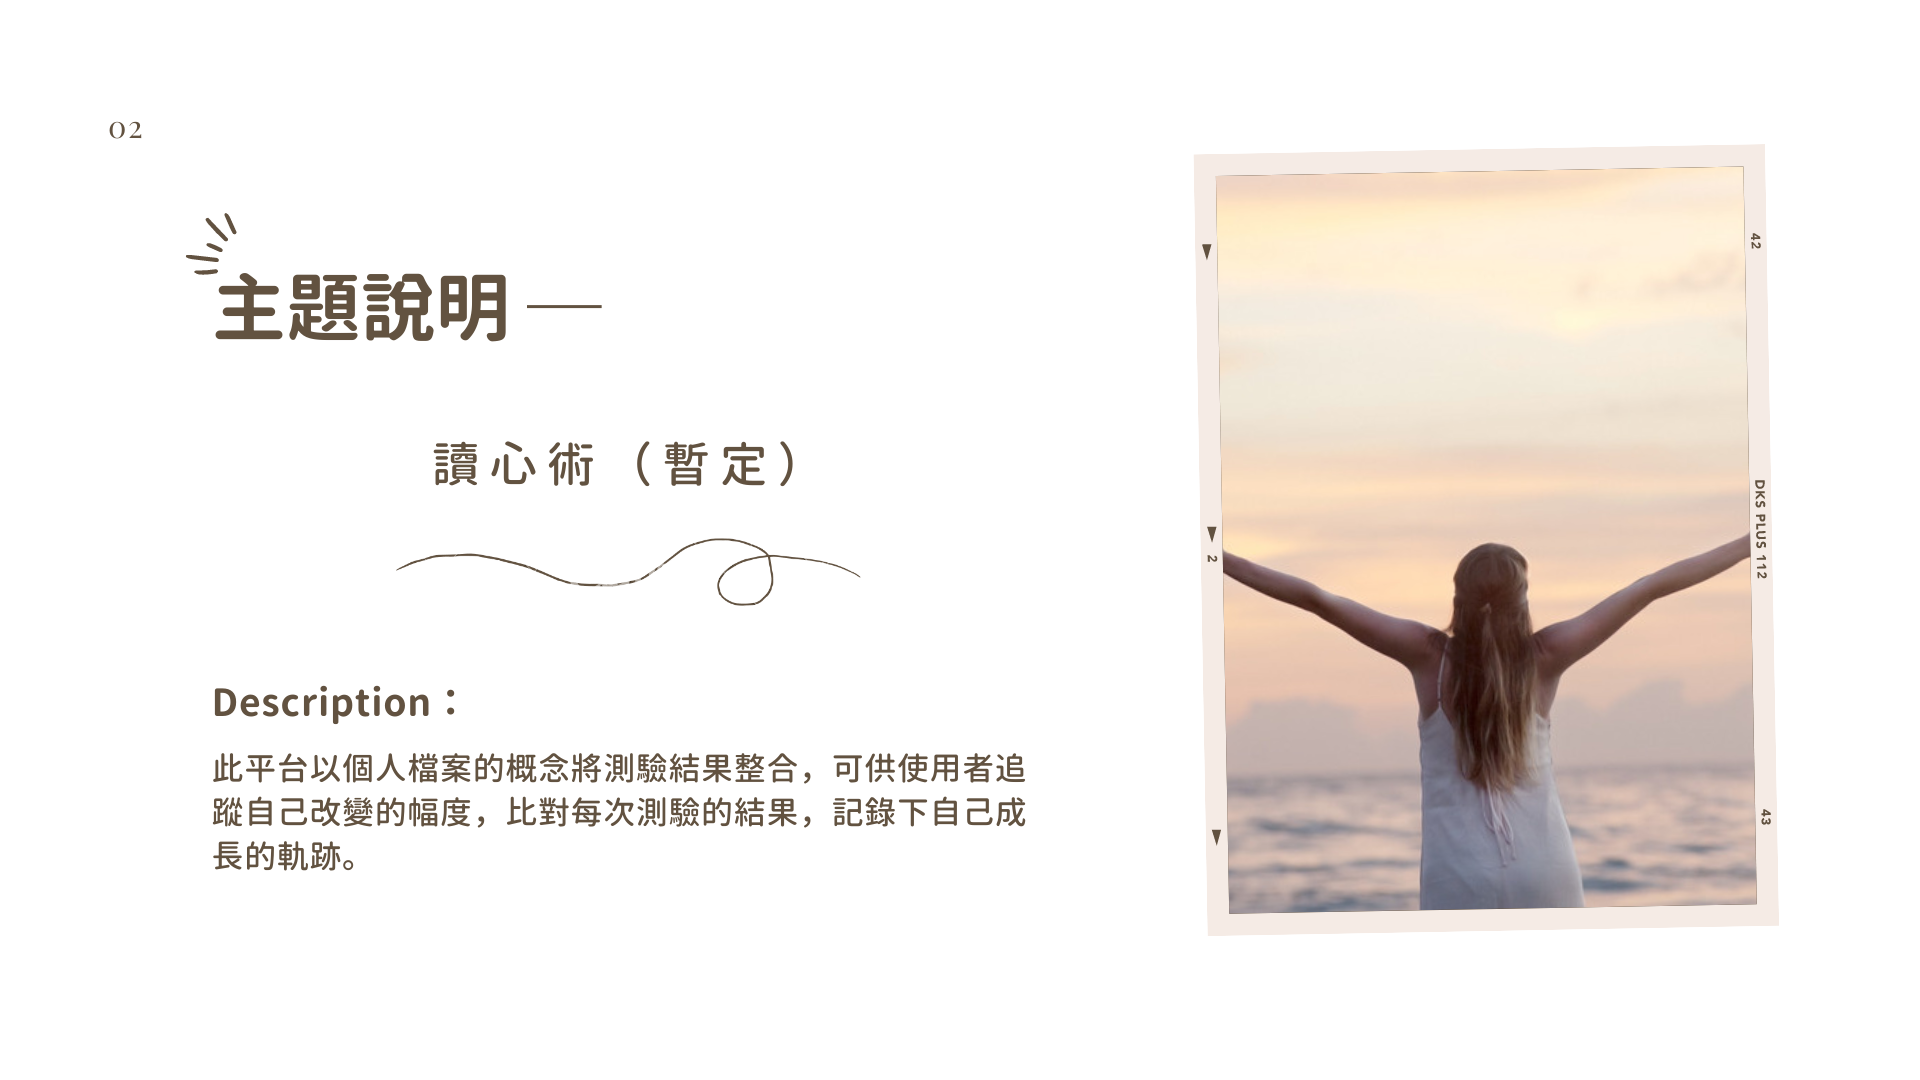 02
主題說明
讀心術（暫定）
Description：
此平台以個人檔案的概念將測驗結果整合，可供使用者追
蹤自己改變的幅度，比對每次測驗的結果，記錄下自己成
長的軌跡。
42
DKS PLUS 112
2
43